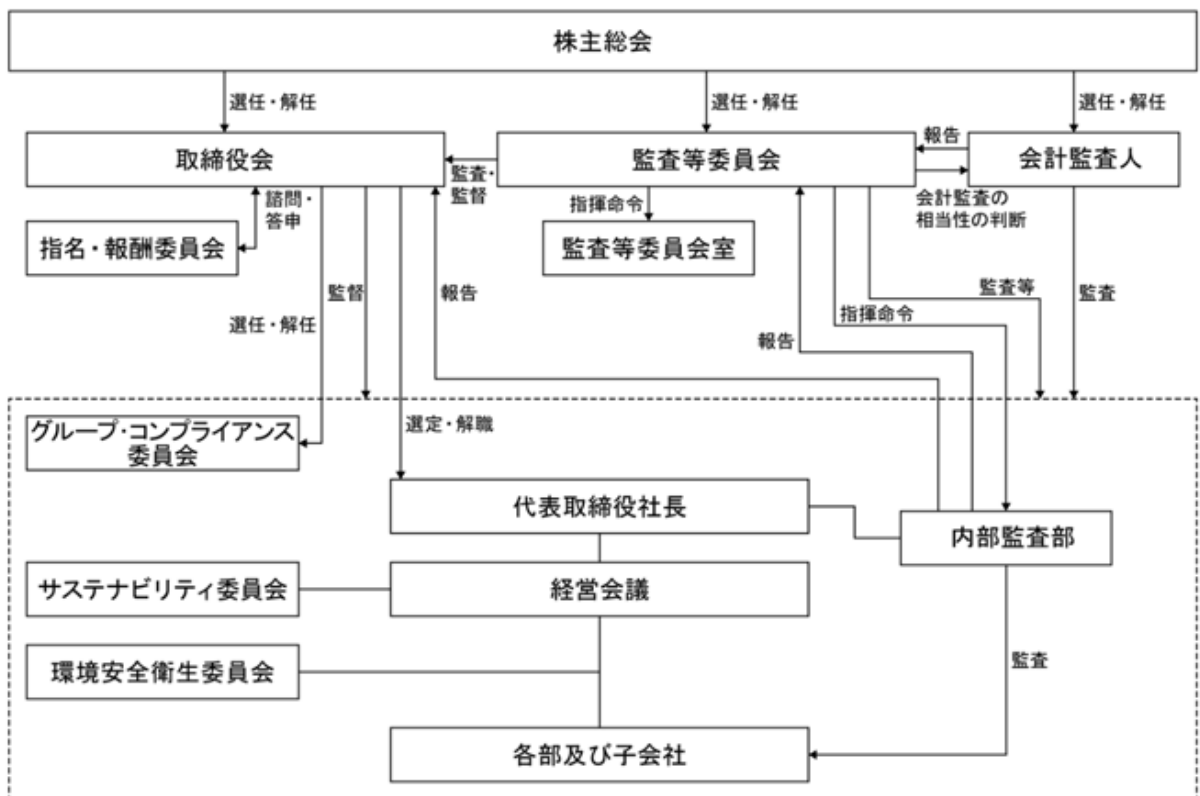 株主総会
選任・解任
選任・解任
選任・解任
取締役会
監査・
監督
監査等委員会
報告
会計監査人
会計監査の
相当性の判断
諮問・
答申
指揮命令
指名・報酬委員会
監査等委員会室
監督
報告
監査等
監査
選任・解任
指揮命令
報告
グループ・コンプライアンス
委員会
選定・解職
代表取締役社長
内部監査部
サステナビリティ委員会
経営会議
環境安全衛生委員会
監査
各部及び子会社